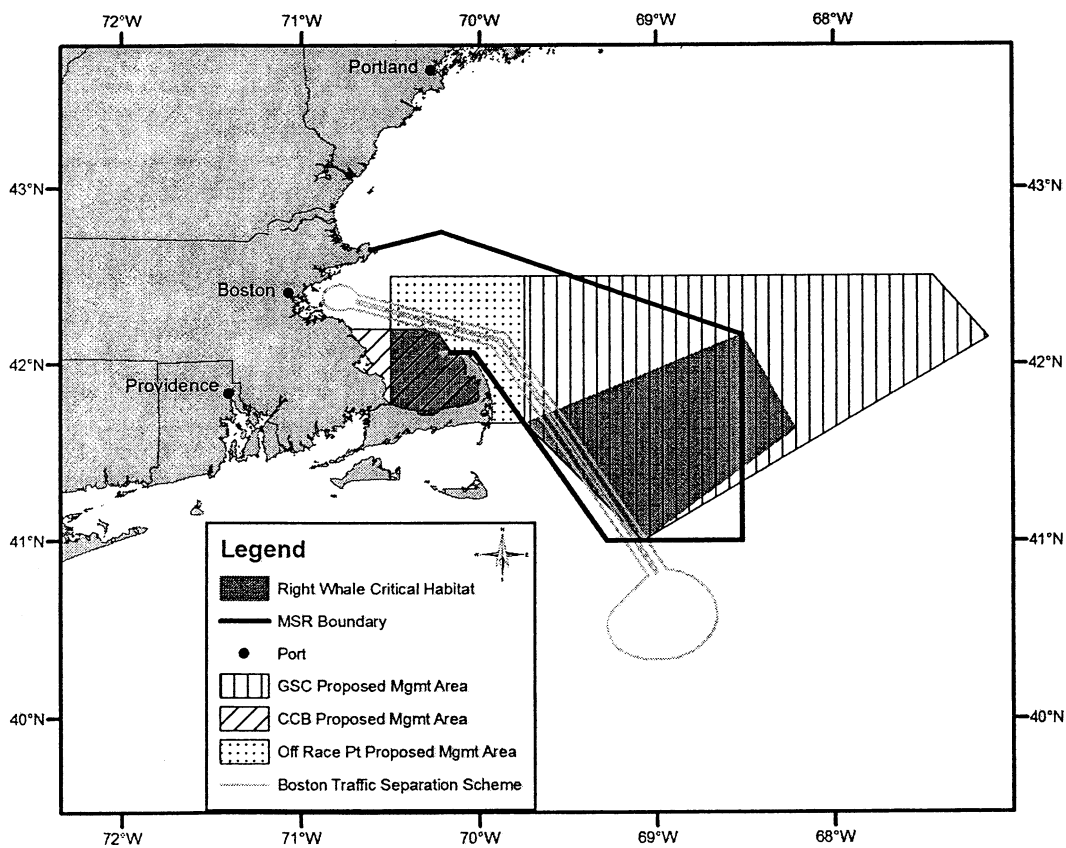 72°W 71°W 70°W 69°W 68°W
Portland
43°N 43°N
Boston
42°N 42°N
Providence
41°N 41°N
Legend
Right Whale Critical Habitat
MSR Boundary
Port
GSC Proposed Mgmt Area
40°N 40°N
CCB Proposed Mgmt Area
Off Race Pt Proposed Mgmt Area
Boston Traffic Separation Scheme
72°W 71°W 70°W 69°W 68°W